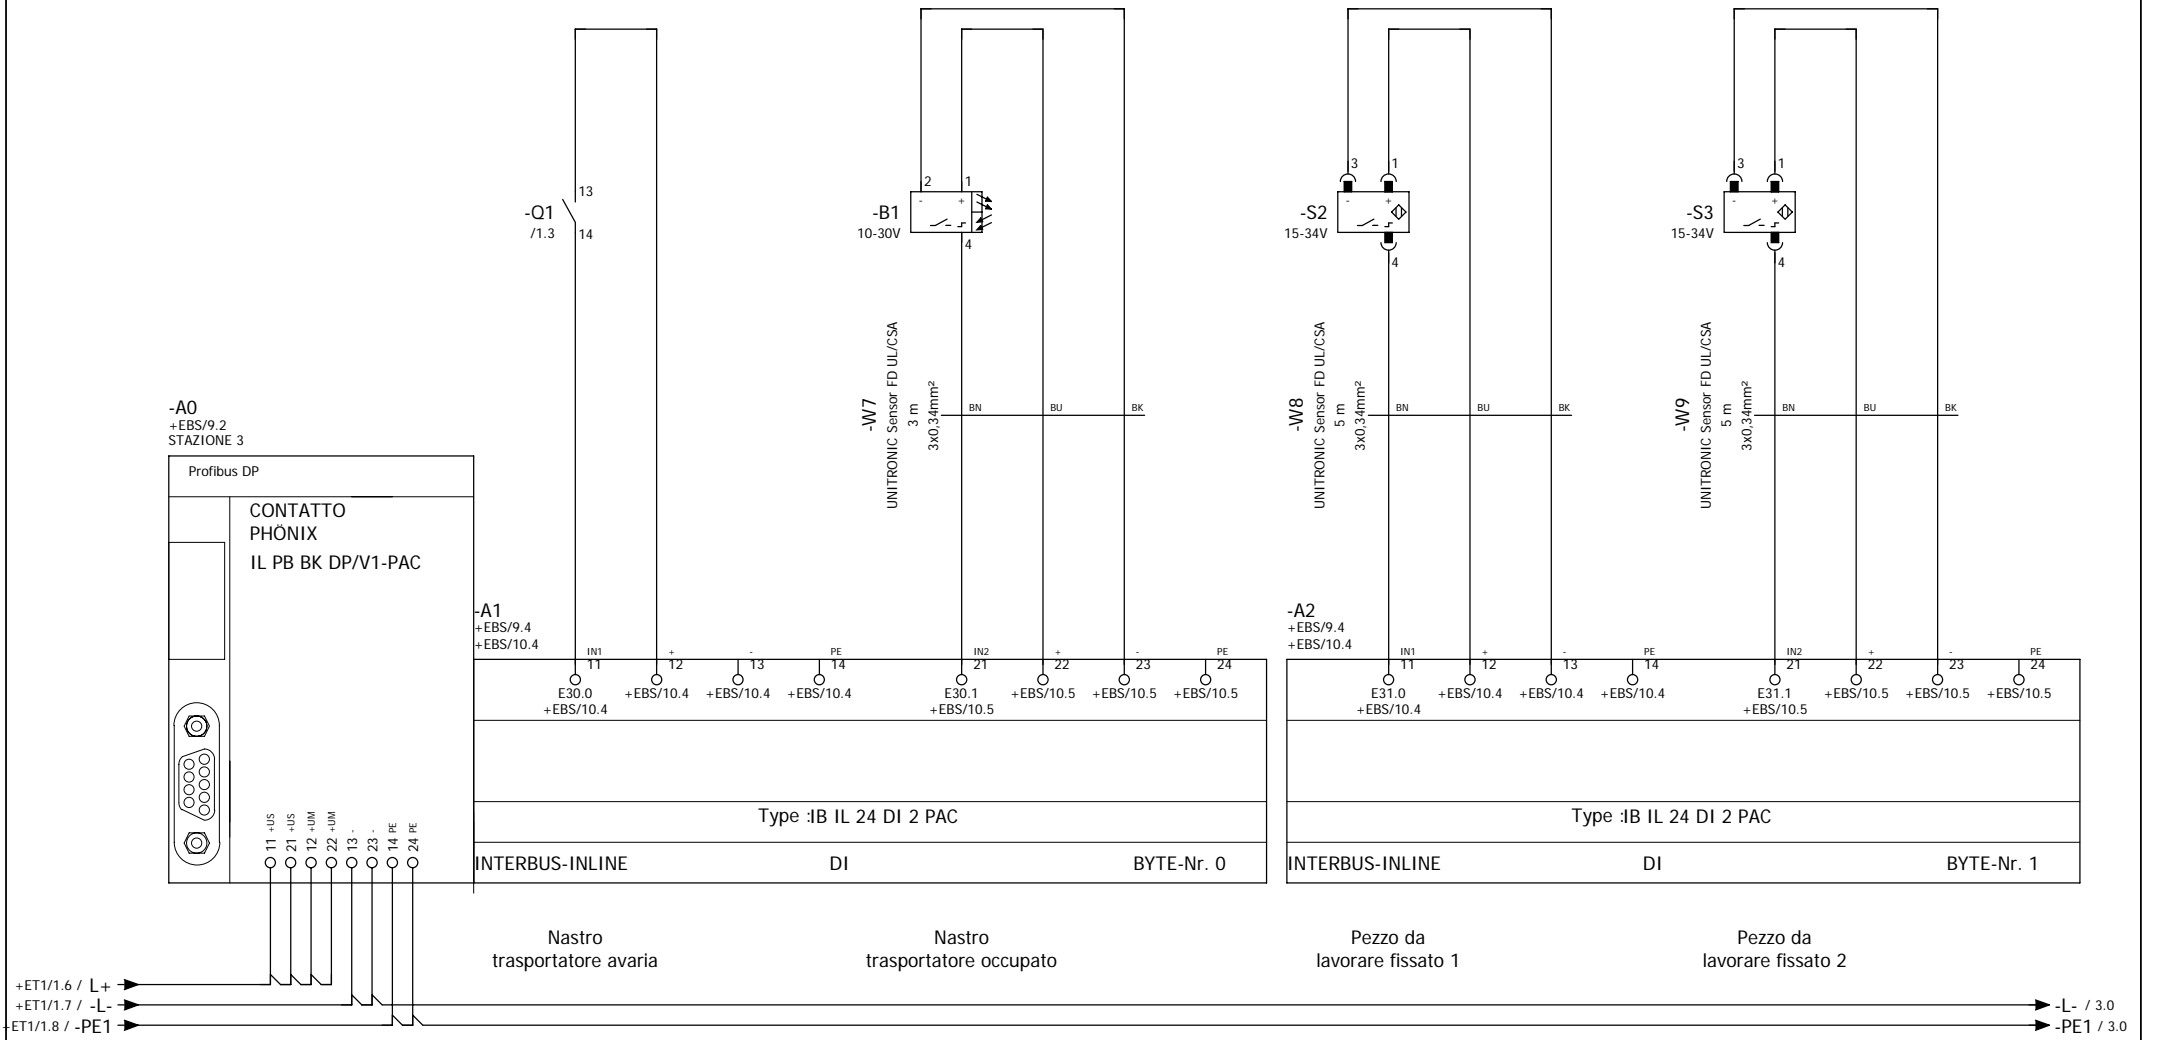 13
-Q1
/1.3
14
2
1
-
+
-B1
10-30V
4
3
1
-
+
-S2
15-34V
4
3
1
-
+
-S3
15-34V
4
-W7
UNITRONIC Sensor FD UL/CSA
3 m
3x0,34mm²
BN
BU
BK
-W8
UNITRONIC Sensor FD UL/CSA
5 m
3x0,34mm²
BN
BU
BK
-W9
UNITRONIC Sensor FD UL/CSA
5 m
3x0,34mm²
BN
BU
BK
-A0
+EBS/9.2
STAZIONE 3
Profibus DP
CONTATTO
PHÖNIX
IL PB BK DP/V1-PAC
11 +US
21 +US
12 +UM
22 +UM
13 -
23 -
14 PE
24 PE
-A1
+EBS/9.4
+EBS/10.4
IN1 + - PE IN2 + - PE
11 12 13 14 21 22 23 24
E30.0 +EBS/10.4 +EBS/10.4 +EBS/10.4 E30.1 +EBS/10.5 +EBS/10.5 +EBS/10.5
+EBS/10.4 +EBS/10.5
Type :IB IL 24 DI 2 PAC
INTERBUS-INLINE DI BYTE-Nr. 0
-A2
+EBS/9.4
+EBS/10.4
IN1 + - PE IN2 + - PE
11 12 13 14 21 22 23 24
E31.0 +EBS/10.4 +EBS/10.4 +EBS/10.4 E31.1 +EBS/10.5 +EBS/10.5 +EBS/10.5
+EBS/10.4 +EBS/10.5
Type :IB IL 24 DI 2 PAC
INTERBUS-INLINE DI BYTE-Nr. 1
Nastro
trasportatore avaria
Nastro
trasportatore occupato
Pezzo da
lavorare fissato 1
Pezzo da
lavorare fissato 2
+ET1/1.6 / L+
+ET1/1.7 / -L-
+ET1/1.8 / -PE1
-L- / 3.0
-PE1 / 3.0